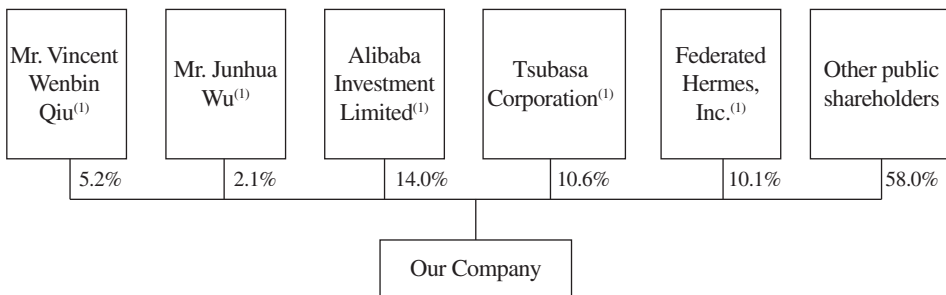 Mr. Vincent
Wenbin
Qiu(1)
Mr. Junhua
Wu(1)
Alibaba
Investment
Limited(1)
Tsubasa
Corporation(1)
Federated
Hermes,
Inc.(1)
Other public
shareholders
5.2%
2.1%
14.0%
10.6%
10.1%
58.0%
Our Company